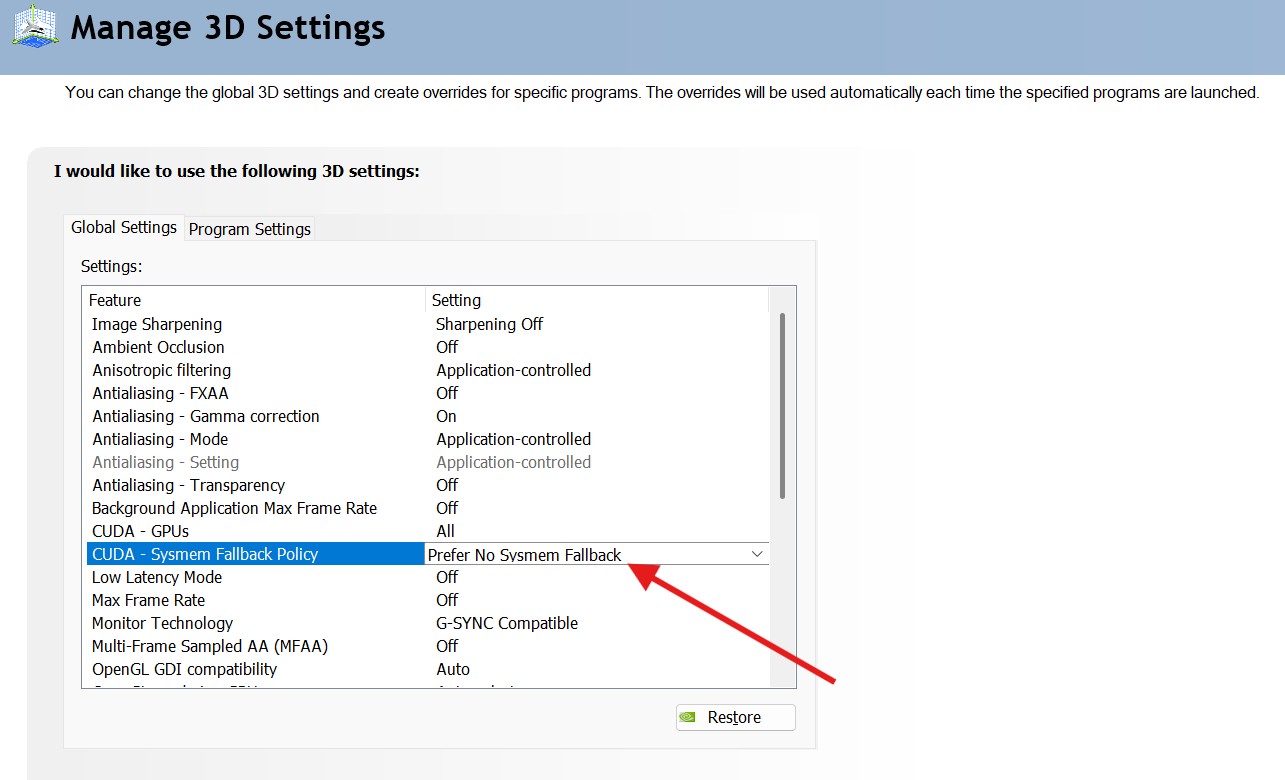 Manage 3D Settings
You can change the global 3D settings and create overrides for specific programs. The overrides will be used automatically each time the specified programs are launched.
I would like to use the following 3D settings:
Global Settings Program Settings
Settings:
Feature Setting
Image Sharpening Sharpening Off
Ambient Occlusion Off
Anisotropic filtering Application-controlled
Antialiasing - FXAA Off
Antialiasing - Gamma correction On
Antialiasing - Mode Application-controlled
Antialiasing - Setting Application-controlled
Antialiasing - Transparency Off
Background Application Max Frame Rate Off
CUDA - GPUs All
CUDA - Sysmem Fallback Policy Prefer No Sysmem Fallback
Low Latency Mode Off
Max Frame Rate Off
Monitor Technology G-SYNC Compatible
Multi-Frame Sampled AA (MFAA) Off
OpenGL GDI compatibility Auto
Restore